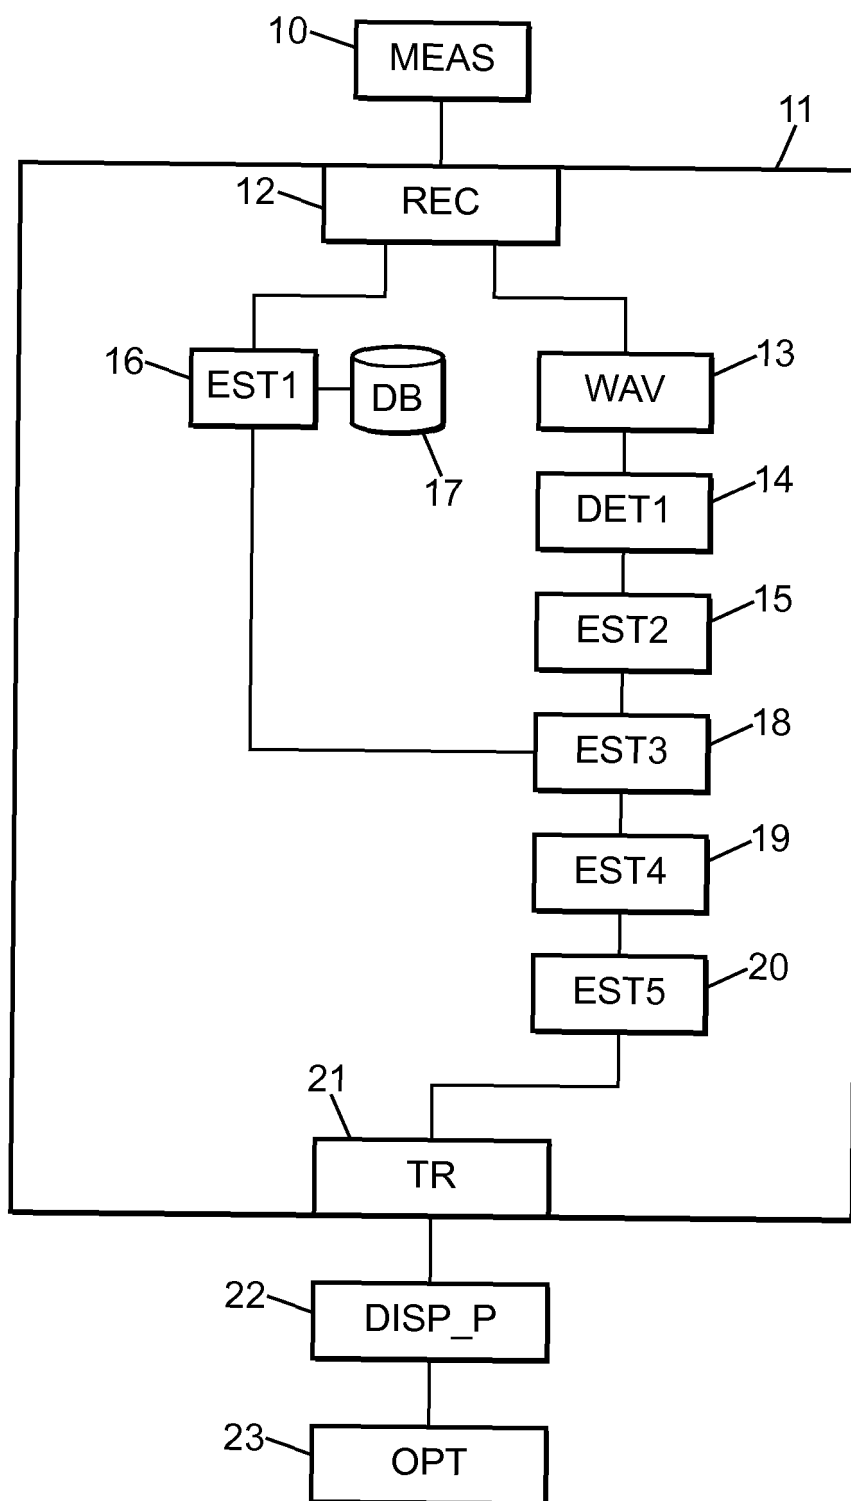 10
MEAS
11
12
REC
16
EST1
DB
17
13
WAV
14
DET1
15
EST2
18
EST3
19
EST4
20
EST5
21
TR
22
DISP_P
23
OPT